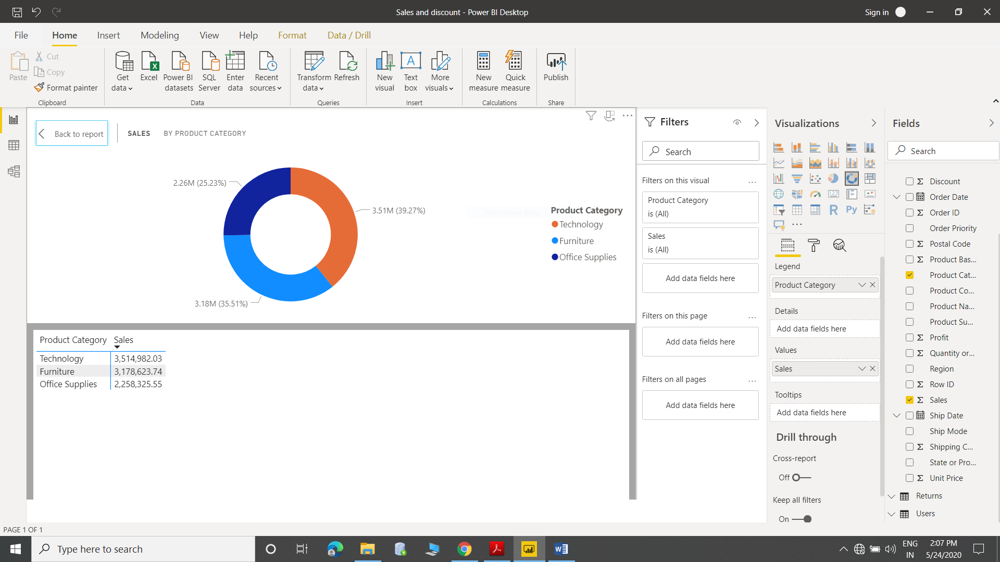 Sales and discount - Power BI Desktop
Sign in
File Home Insert Modeling View Help Format Data / Drill
Paste
Cut
Copy
Format painter
Clipboard
Get data
Excel
Power BI datasets
SQL Server
Enter data
Recent sources
Data
Transform data
Refresh
Queries
New visual
Text box
More visuals
Insert
New measure
Quick measure
Calculations
Publish
Share
Back to report
SALES BY PRODUCT CATEGORY
2.26M (25.23%)
3.51M (39.27%)
3.18M (35.51%)
Full-screen Snip
Product Category
Technology
Furniture
Office Supplies
Product Category Sales
Technology 3,514,982.03
Furniture 3,178,623.74
Office Supplies 2,258,325.55
Filters
Search
Filters on this visual ...
Product Category
is (All)
Sales
is (All)
Add data fields here
Filters on this page ...
Add data fields here
Filters on all pages ...
Add data fields here
Visualizations
R Py
123
...
Legend
Product Category
Details
Add data fields here
Values
Sales
Tooltips
Add data fields here
Drill through
Cross-report
Off
Keep all filters
On
Fields
Search
Σ Discount
Order Date
Σ Order ID
Order Priority
Σ Postal Code
Σ Product Bas...
Product Cat...
Product Co...
Product Na...
Product Su...
Σ Profit
Σ Quantity or...
Region
Σ Row ID
Σ Sales
Ship Date
Ship Mode
Σ Shipping C...
State or Pro...
Σ Unit Price
Returns
Users
PAGE 1 OF 1
Type here to search
ENG
IN
2:07 PM
5/24/2020